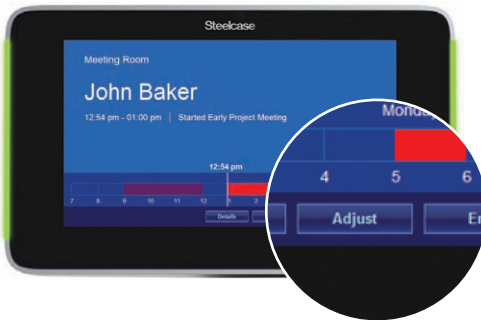 Steelcase
Meeting Room
John Baker
12:54 pm - 01:00 pm | Started Early Project Meeting
Monday
12:54 pm
7 8 9 10 11 12 1 2
4 5 6
Details
Adjust